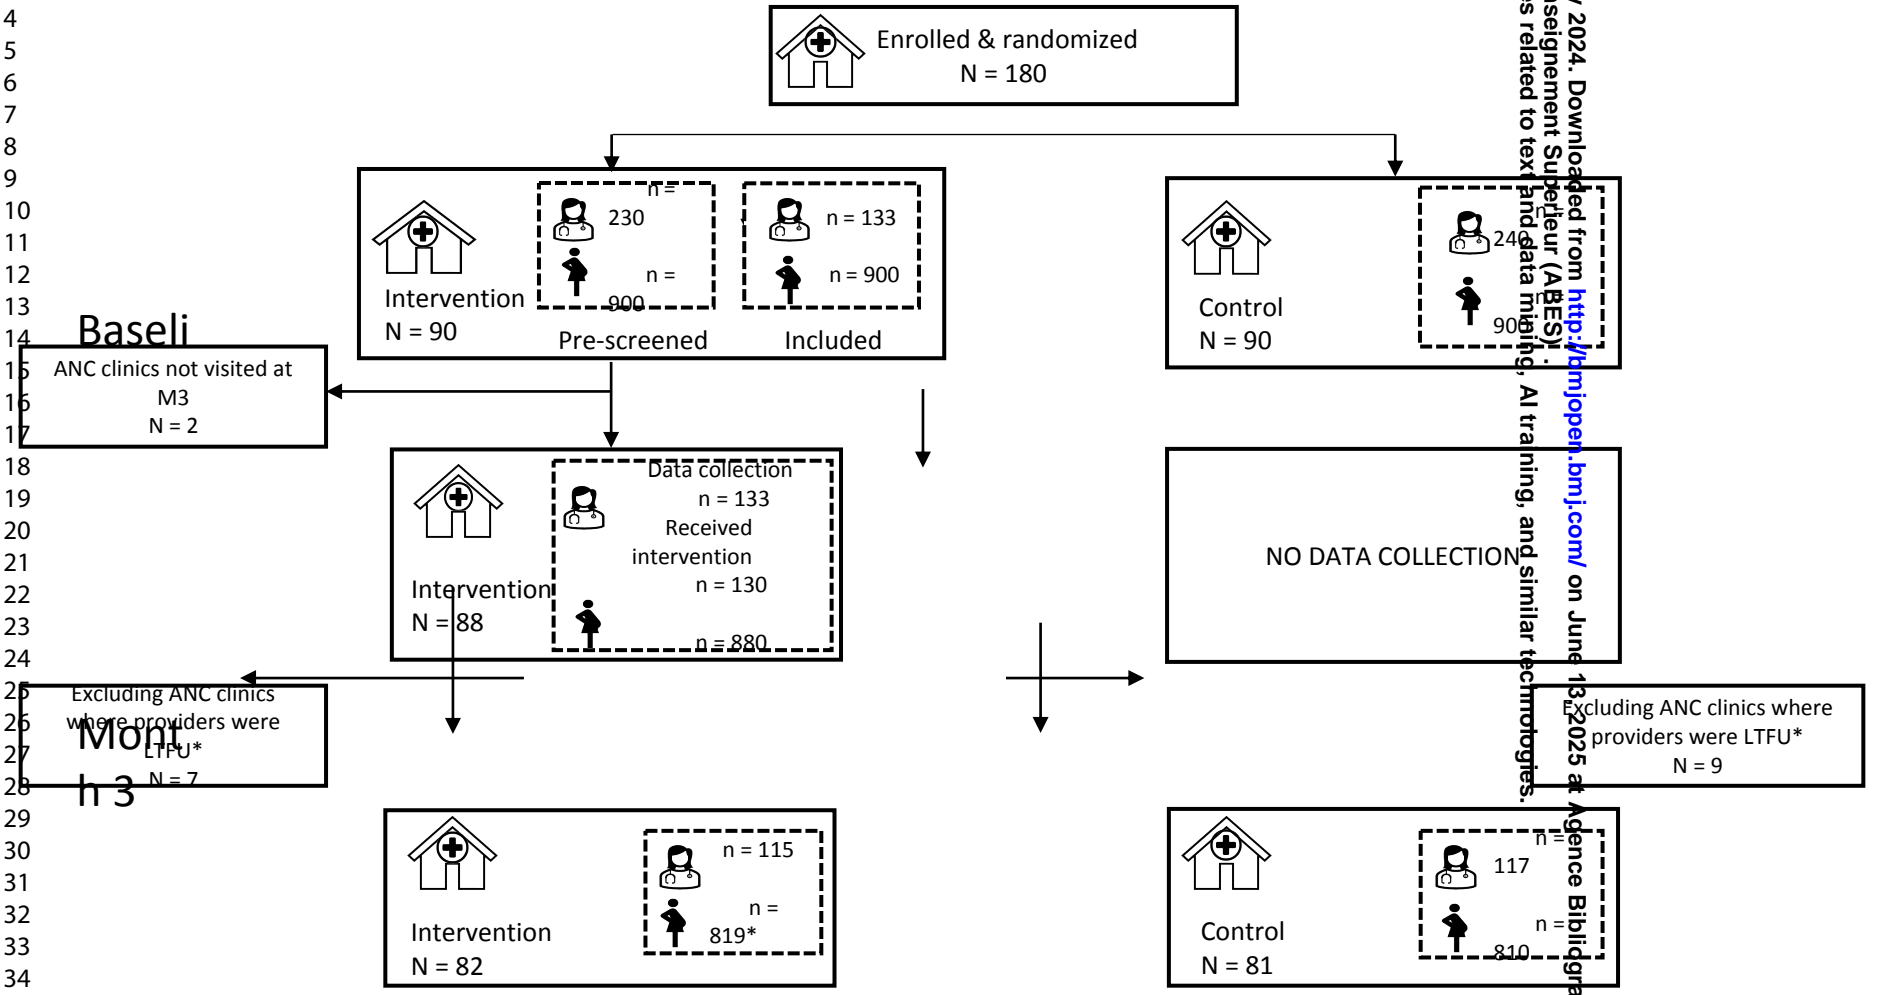 4
5
6
7
8
9
10
11
12
13
14
15
16
17
18
19
20
21
22
23
24
25
26
27
28
29
30
31
32
33
34
Enrolled & randomized
N = 180
Intervention
N = 90
n =
230
n =
900
Pre-screened
n = 133
n = 900
Included
Control
N = 90
n =
240
n =
900
Baseli
ANC clinics not visited at
M3
N = 2
Intervention
N = 88
Data collection
n = 133
Received
intervention
n = 130
n = 880
NO DATA COLLECTION
Excluding ANC clinics
where providers were
LTFU*
N = 7
Mont
h 3
Excluding ANC clinics where
providers were LTFU*
N = 9
Intervention
N = 82
n = 115
n =
819*
Control
N = 81
n =
117
n =
810
2024. Downloaded from http://bmjopen.bmj.com/ on June 13, 2025 at Agence Bibliogra
nseignement Superieur (ABES) .
es related to text and data mining, AI training, and similar technologies.